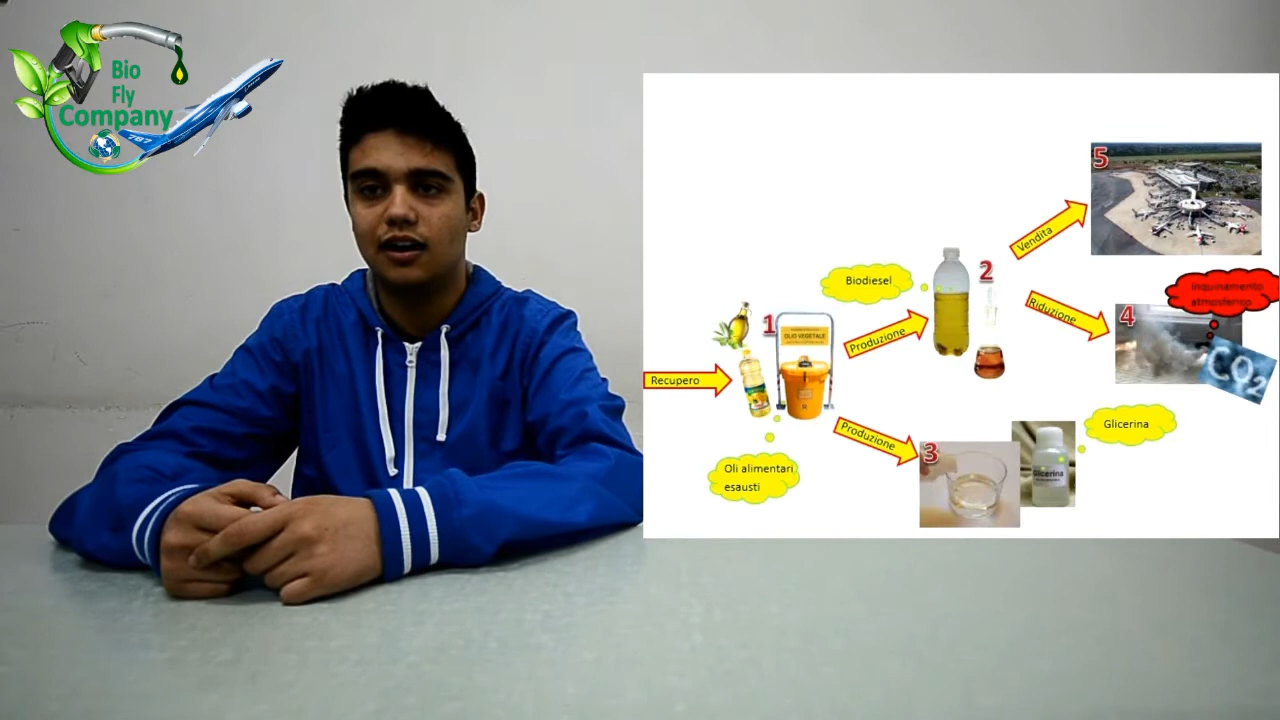 Bio
Fly
Company
787
5
Vendita
Biodiesel
2
Inquinamento
atmosferico
Riduzione
4
1
OLIO VEGETALE
Produzione
CO2
Recupero
Produzione
3
Glicerina
Glicerina
Oli alimentari
esausti